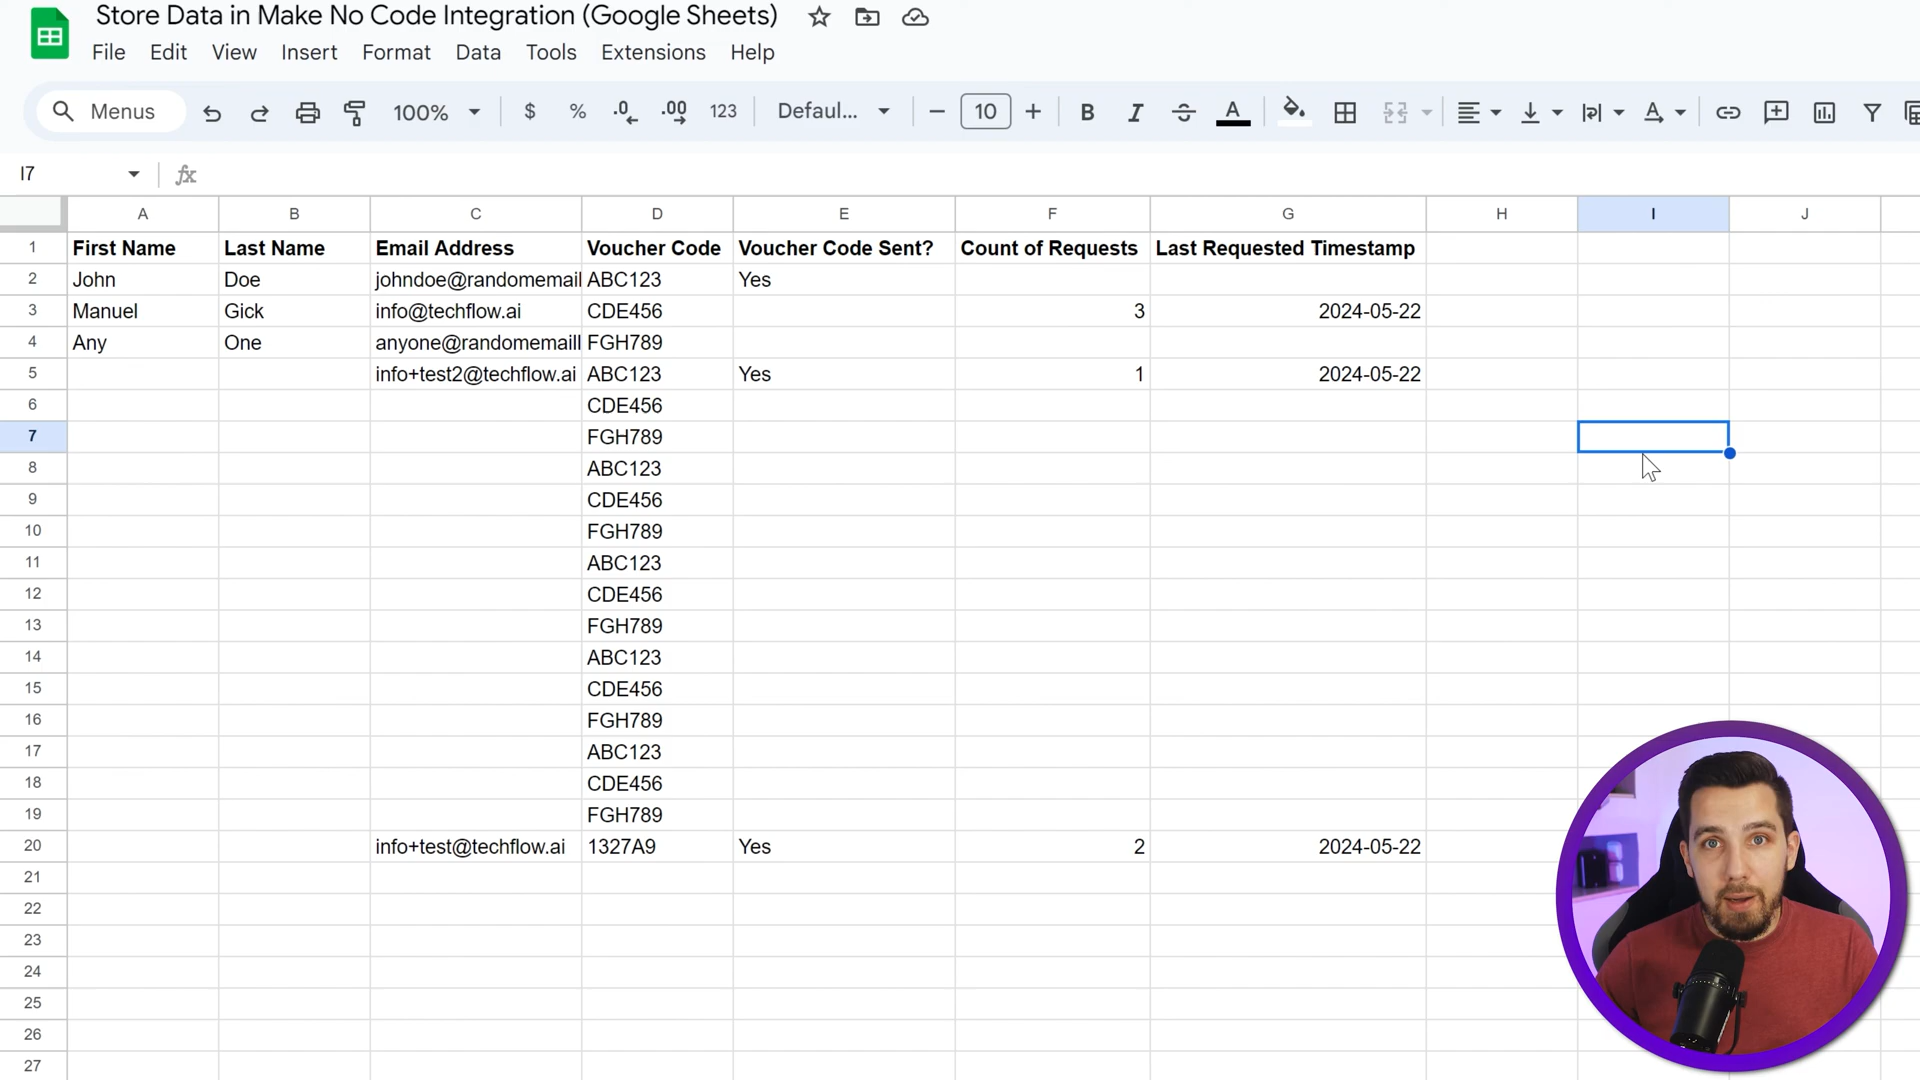 Store Data in Make No Code Integration (Google Sheets)
File Edit View Insert Format Data Tools Extensions Help
Menus 100% $ % .0 .00 123 Defaul... 10 B I S A A
I7 fx
A B C D E F G H I J
1 First Name Last Name Email Address Voucher Code Voucher Code Sent? Count of Requests Last Requested Timestamp
2 John Doe johndoe@randomemail ABC123 Yes
3 Manuel Gick info@techflow.ai CDE456 3 2024-05-22
4 Any One anyone@randomemaill FGH789
5 info+test2@techflow.ai ABC123 Yes 1 2024-05-22
6 CDE456
7 FGH789
8 ABC123
9 CDE456
10 FGH789
11 ABC123
12 CDE456
13 FGH789
14 ABC123
15 CDE456
16 FGH789
17 ABC123
18 CDE456
19 FGH789
20 info+test@techflow.ai 1327A9 Yes 2 2024-05-22
21
22
23
24
25
26
27